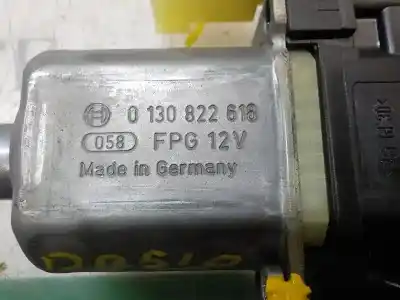 0 130 822 618
058 FPG 12V
Made in Germany